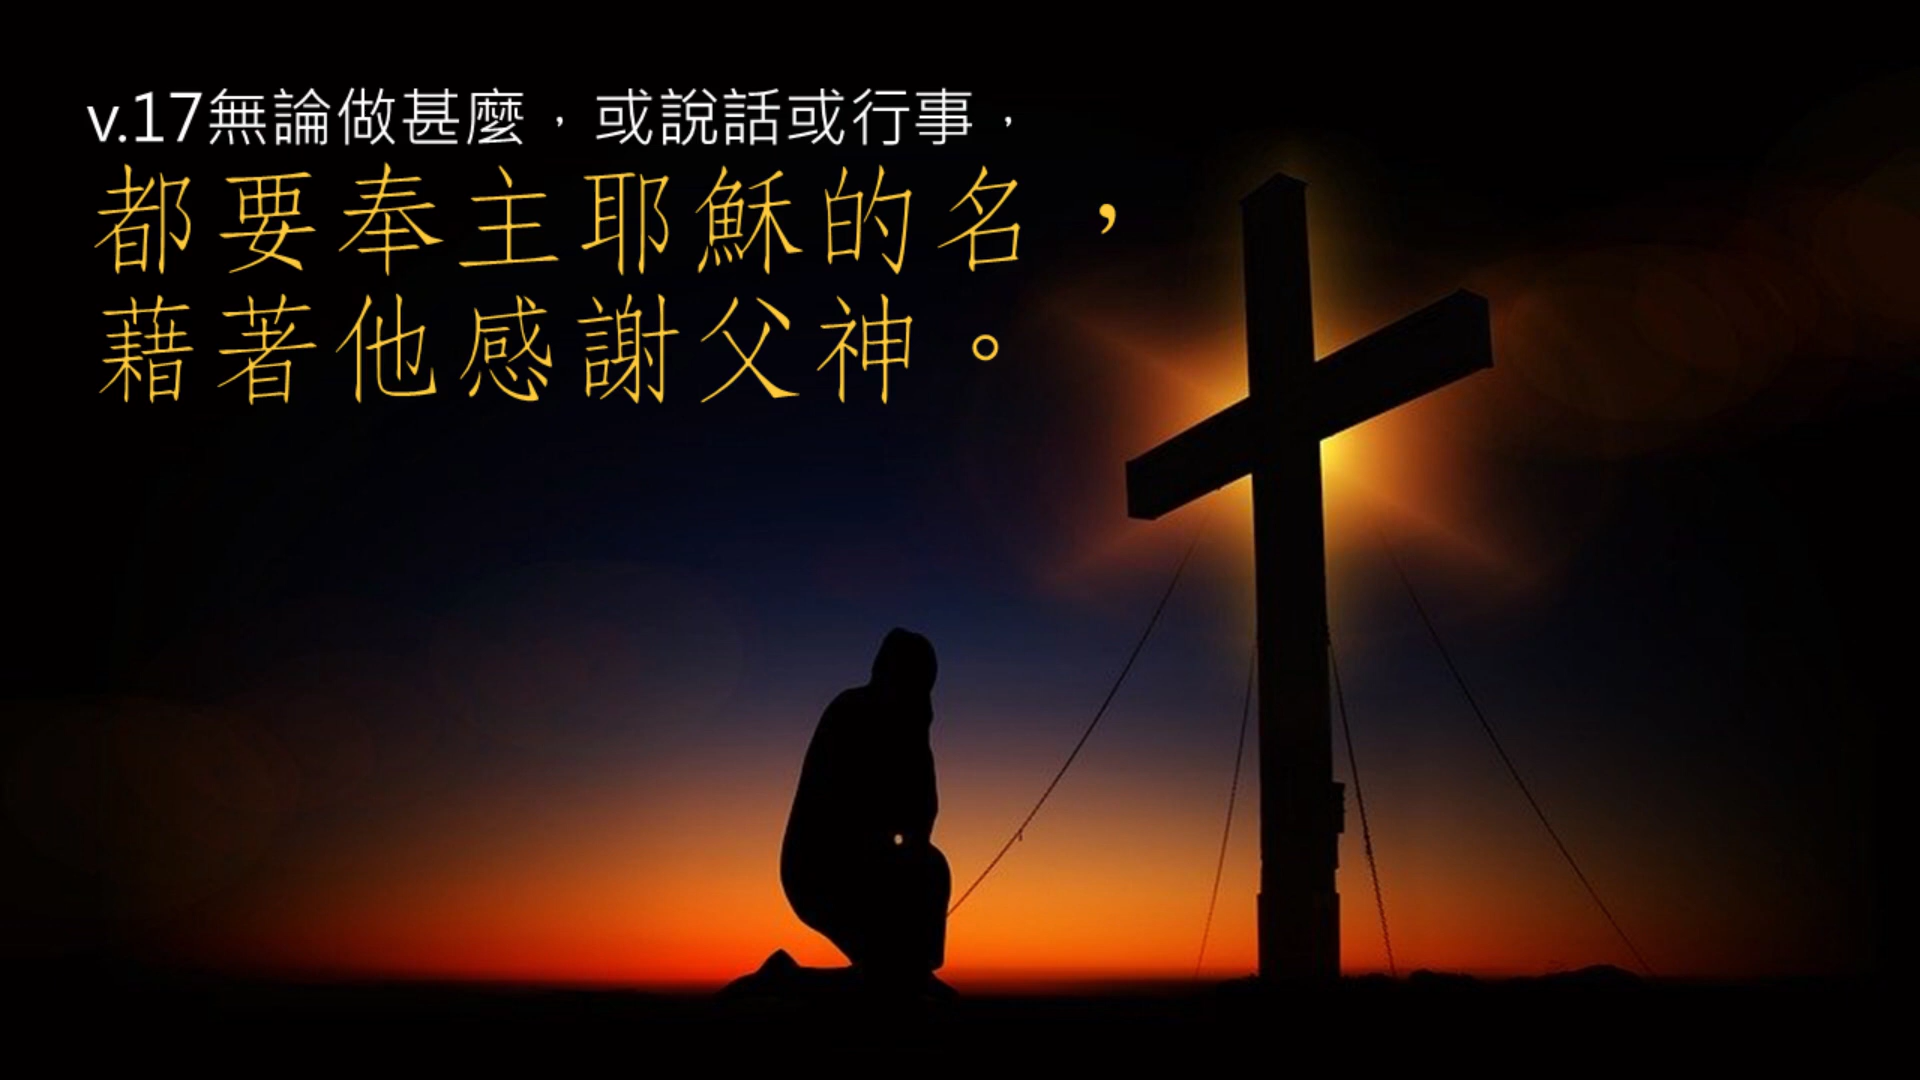 v.17無論做甚麼，或說話或行事，
都要奉主耶穌的名，
藉著他感謝父神。